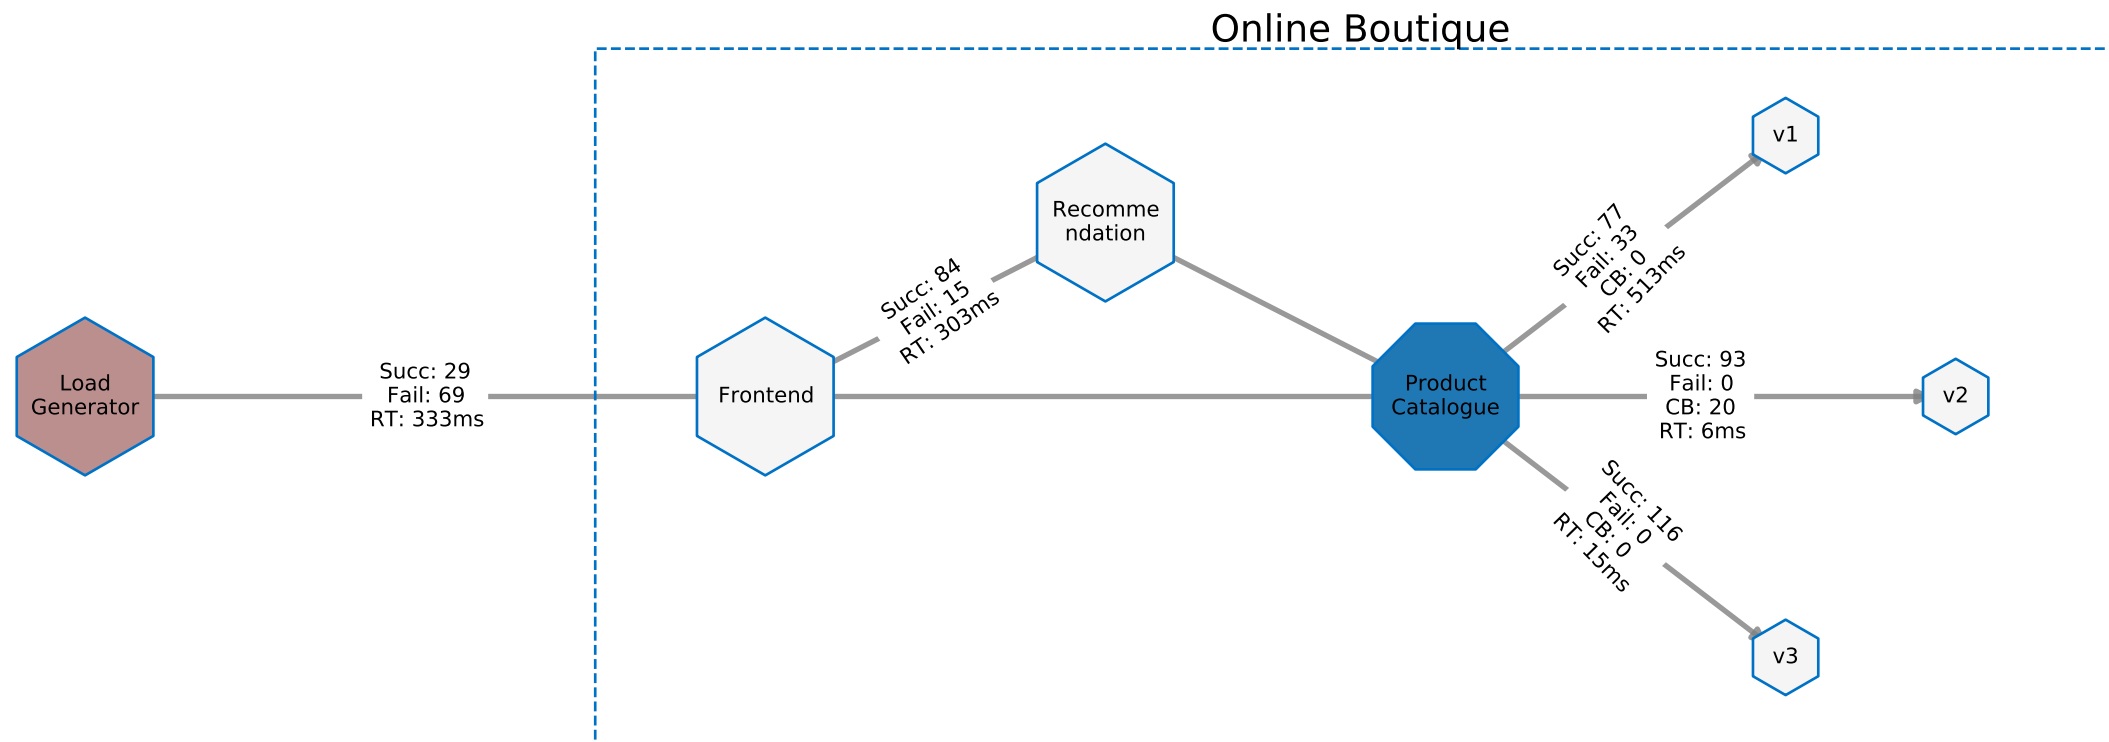 Online Boutique
Load
Generator
Succ: 29
Fail: 69
RT: 333ms
Frontend
Succ: 84
Fail: 15
RT: 303ms
Recomme
ndation
Product
Catalogue
Succ: 77
Fail: 33
CB: 0
RT: 513ms
v1
Succ: 93
Fail: 0
CB: 20
RT: 6ms
v2
Succ: 116
Fail: 0
CB: 0
RT: 15ms
v3